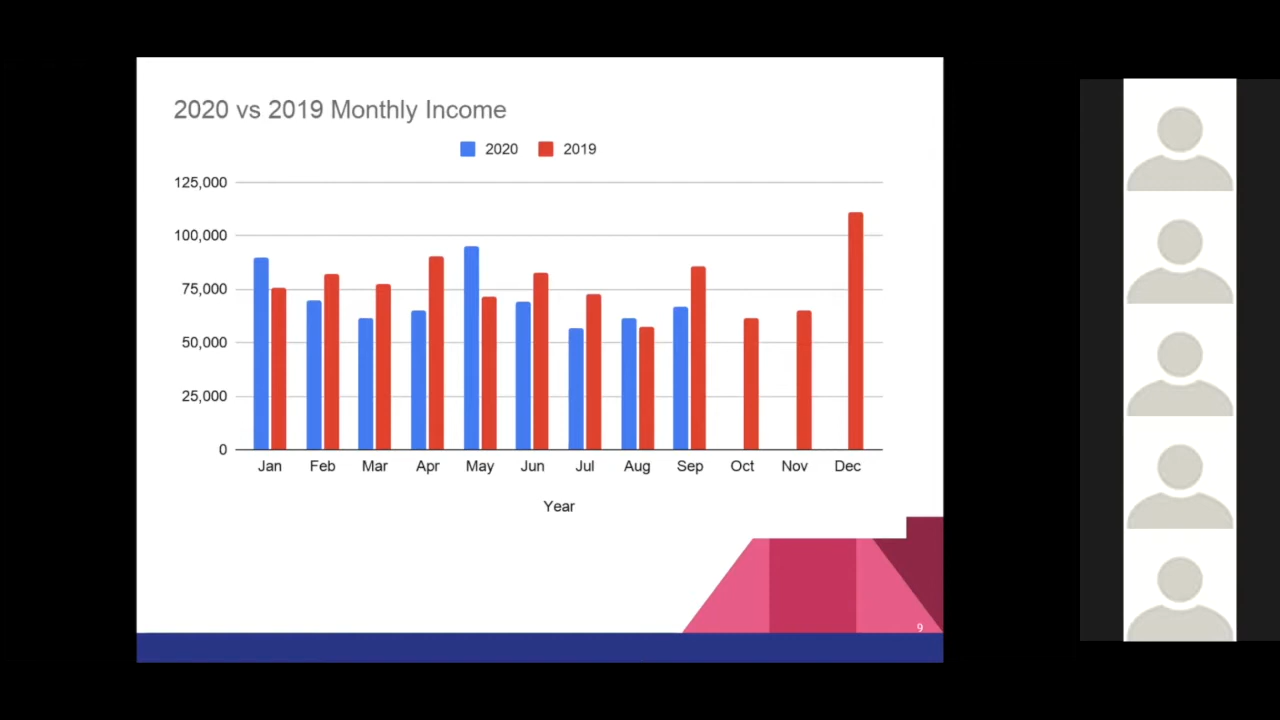 2020 vs 2019 Monthly Income
2020 2019
125,000
100,000
75,000
50,000
25,000
0
Jan Feb Mar Apr May Jun Jul Aug Sep Oct Nov Dec
Year
9